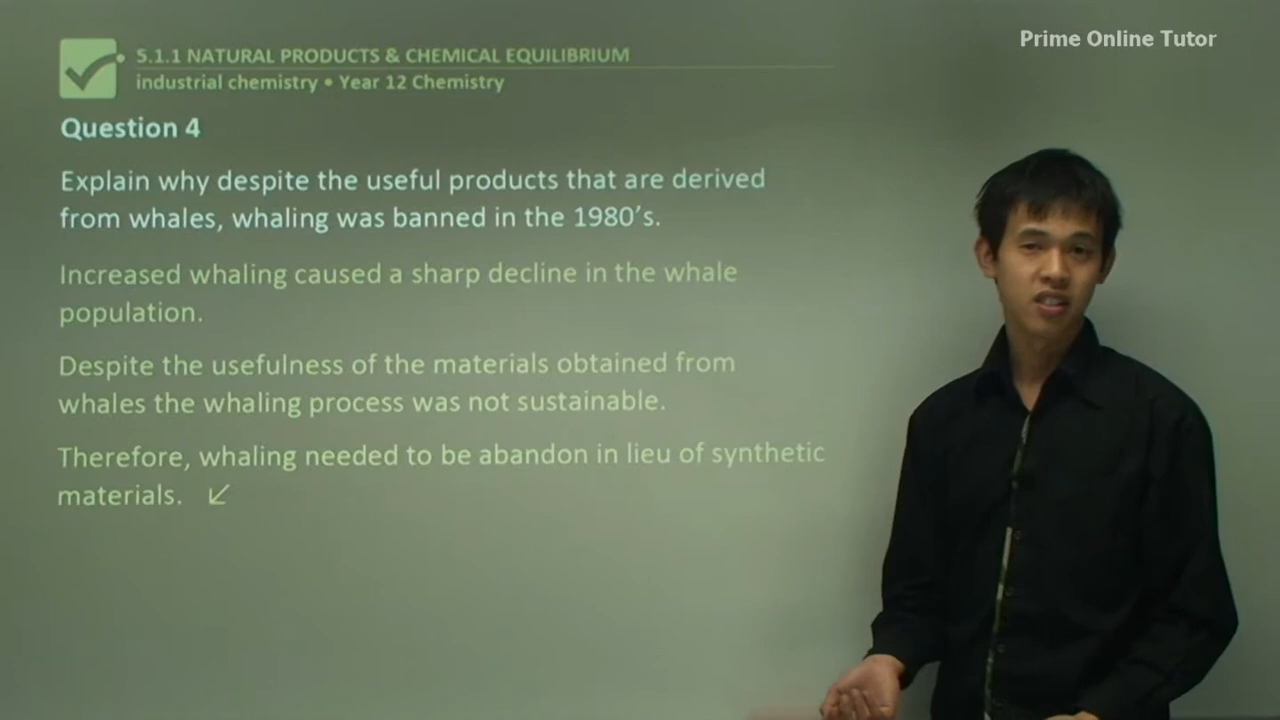 Prime Online Tutor
5.1.1 NATURAL PRODUCTS & CHEMICAL EQUILIBRIUM
industrial chemistry • Year 12 Chemistry
Question 4
Explain why despite the useful products that are derived
from whales, whaling was banned in the 1980’s.
Increased whaling caused a sharp decline in the whale
population.
Despite the usefulness of the materials obtained from
whales the whaling process was not sustainable.
Therefore, whaling needed to be abandon in lieu of synthetic
materials.